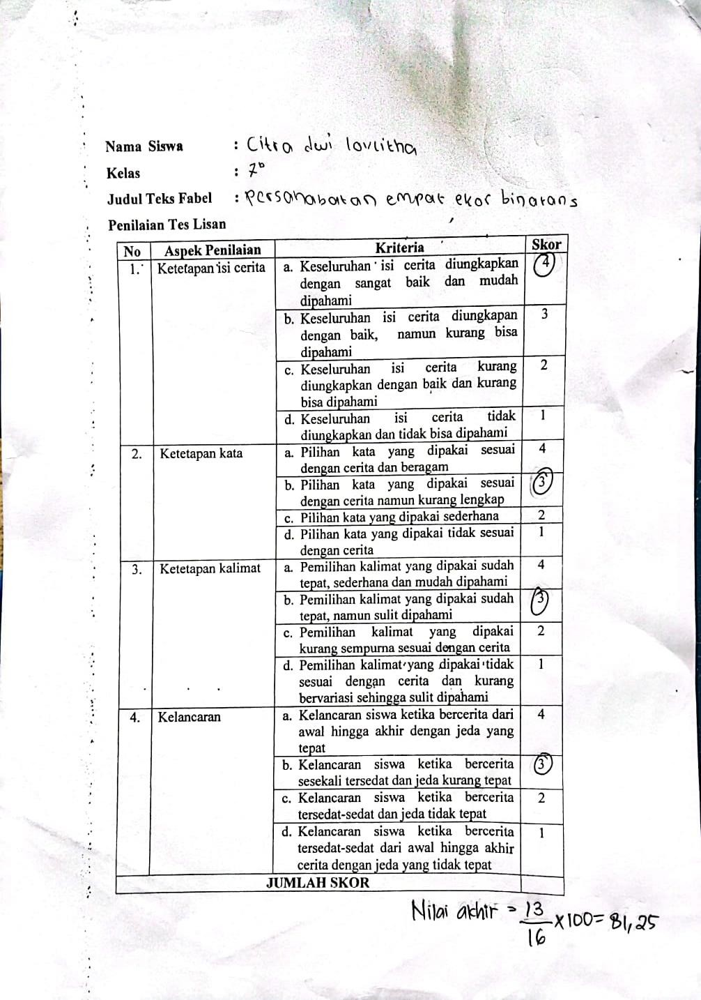 Nama Siswa : Citra dwi lovlitha
Kelas : 7ᵇ
Judul Teks Fabel : Persahabatan empat ekor binatang
Penilaian Tes Lisan
No Aspek Penilaian Kriteria Skor
1. Ketetapan isi cerita a. Keseluruhan isi cerita diungkapkan 4
dengan sangat baik dan mudah
dipahami
b. Keseluruhan isi cerita diungkapan 3
dengan baik, namun kurang bisa
dipahami
c. Keseluruhan isi cerita kurang 2
diungkapkan dengan baik dan kurang
bisa dipahami
d. Keseluruhan isi cerita tidak 1
diungkapkan dan tidak bisa dipahami
2. Ketetapan kata a. Pilihan kata yang dipakai sesuai 4
dengan cerita dan beragam
b. Pilihan kata yang dipakai sesuai 3
dengan cerita namun kurang lengkap
c. Pilihan kata yang dipakai sederhana 2
d. Pilihan kata yang dipakai tidak sesuai 1
dengan cerita
3. Ketetapan kalimat a. Pemilihan kalimat yang dipakai sudah 4
tepat, sederhana dan mudah dipahami
b. Pemilihan kalimat yang dipakai sudah 3
tepat, namun sulit dipahami
c. Pemilihan kalimat yang dipakai 2
kurang sempurna sesuai dengan cerita
d. Pemilihan kalimat yang dipakai tidak 1
sesuai dengan cerita dan kurang
bervariasi sehingga sulit dipahami
4. Kelancaran a. Kelancaran siswa ketika bercerita dari 4
awal hingga akhir dengan jeda yang
tepat
b. Kelancaran siswa ketika bercerita 3
sesekali tersedat dan jeda kurang tepat
c. Kelancaran siswa ketika bercerita 2
tersedat-sedat dan jeda tidak tepat
d. Kelancaran siswa ketika bercerita 1
tersedat-sedat dari awal hingga akhir
cerita dengan jeda yang tidak tepat
JUMLAH SKOR
Nilai akhir = 13/16 x100= 81,25